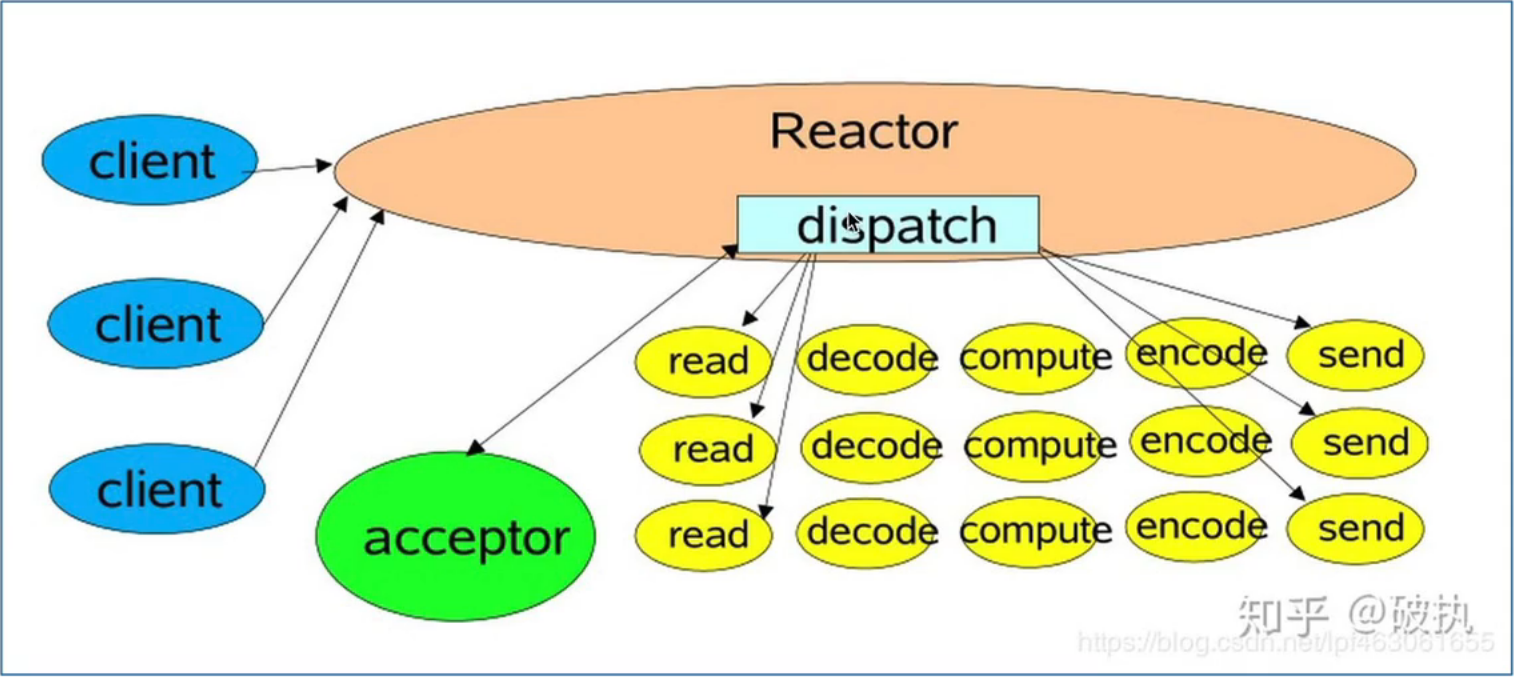 Reactor
client
dispatch
client
read decode compute encode send
read decode compute encode send
client
acceptor
read decode compute encode send
知乎 @破执
https://blog.csdn.net/lpf463061655